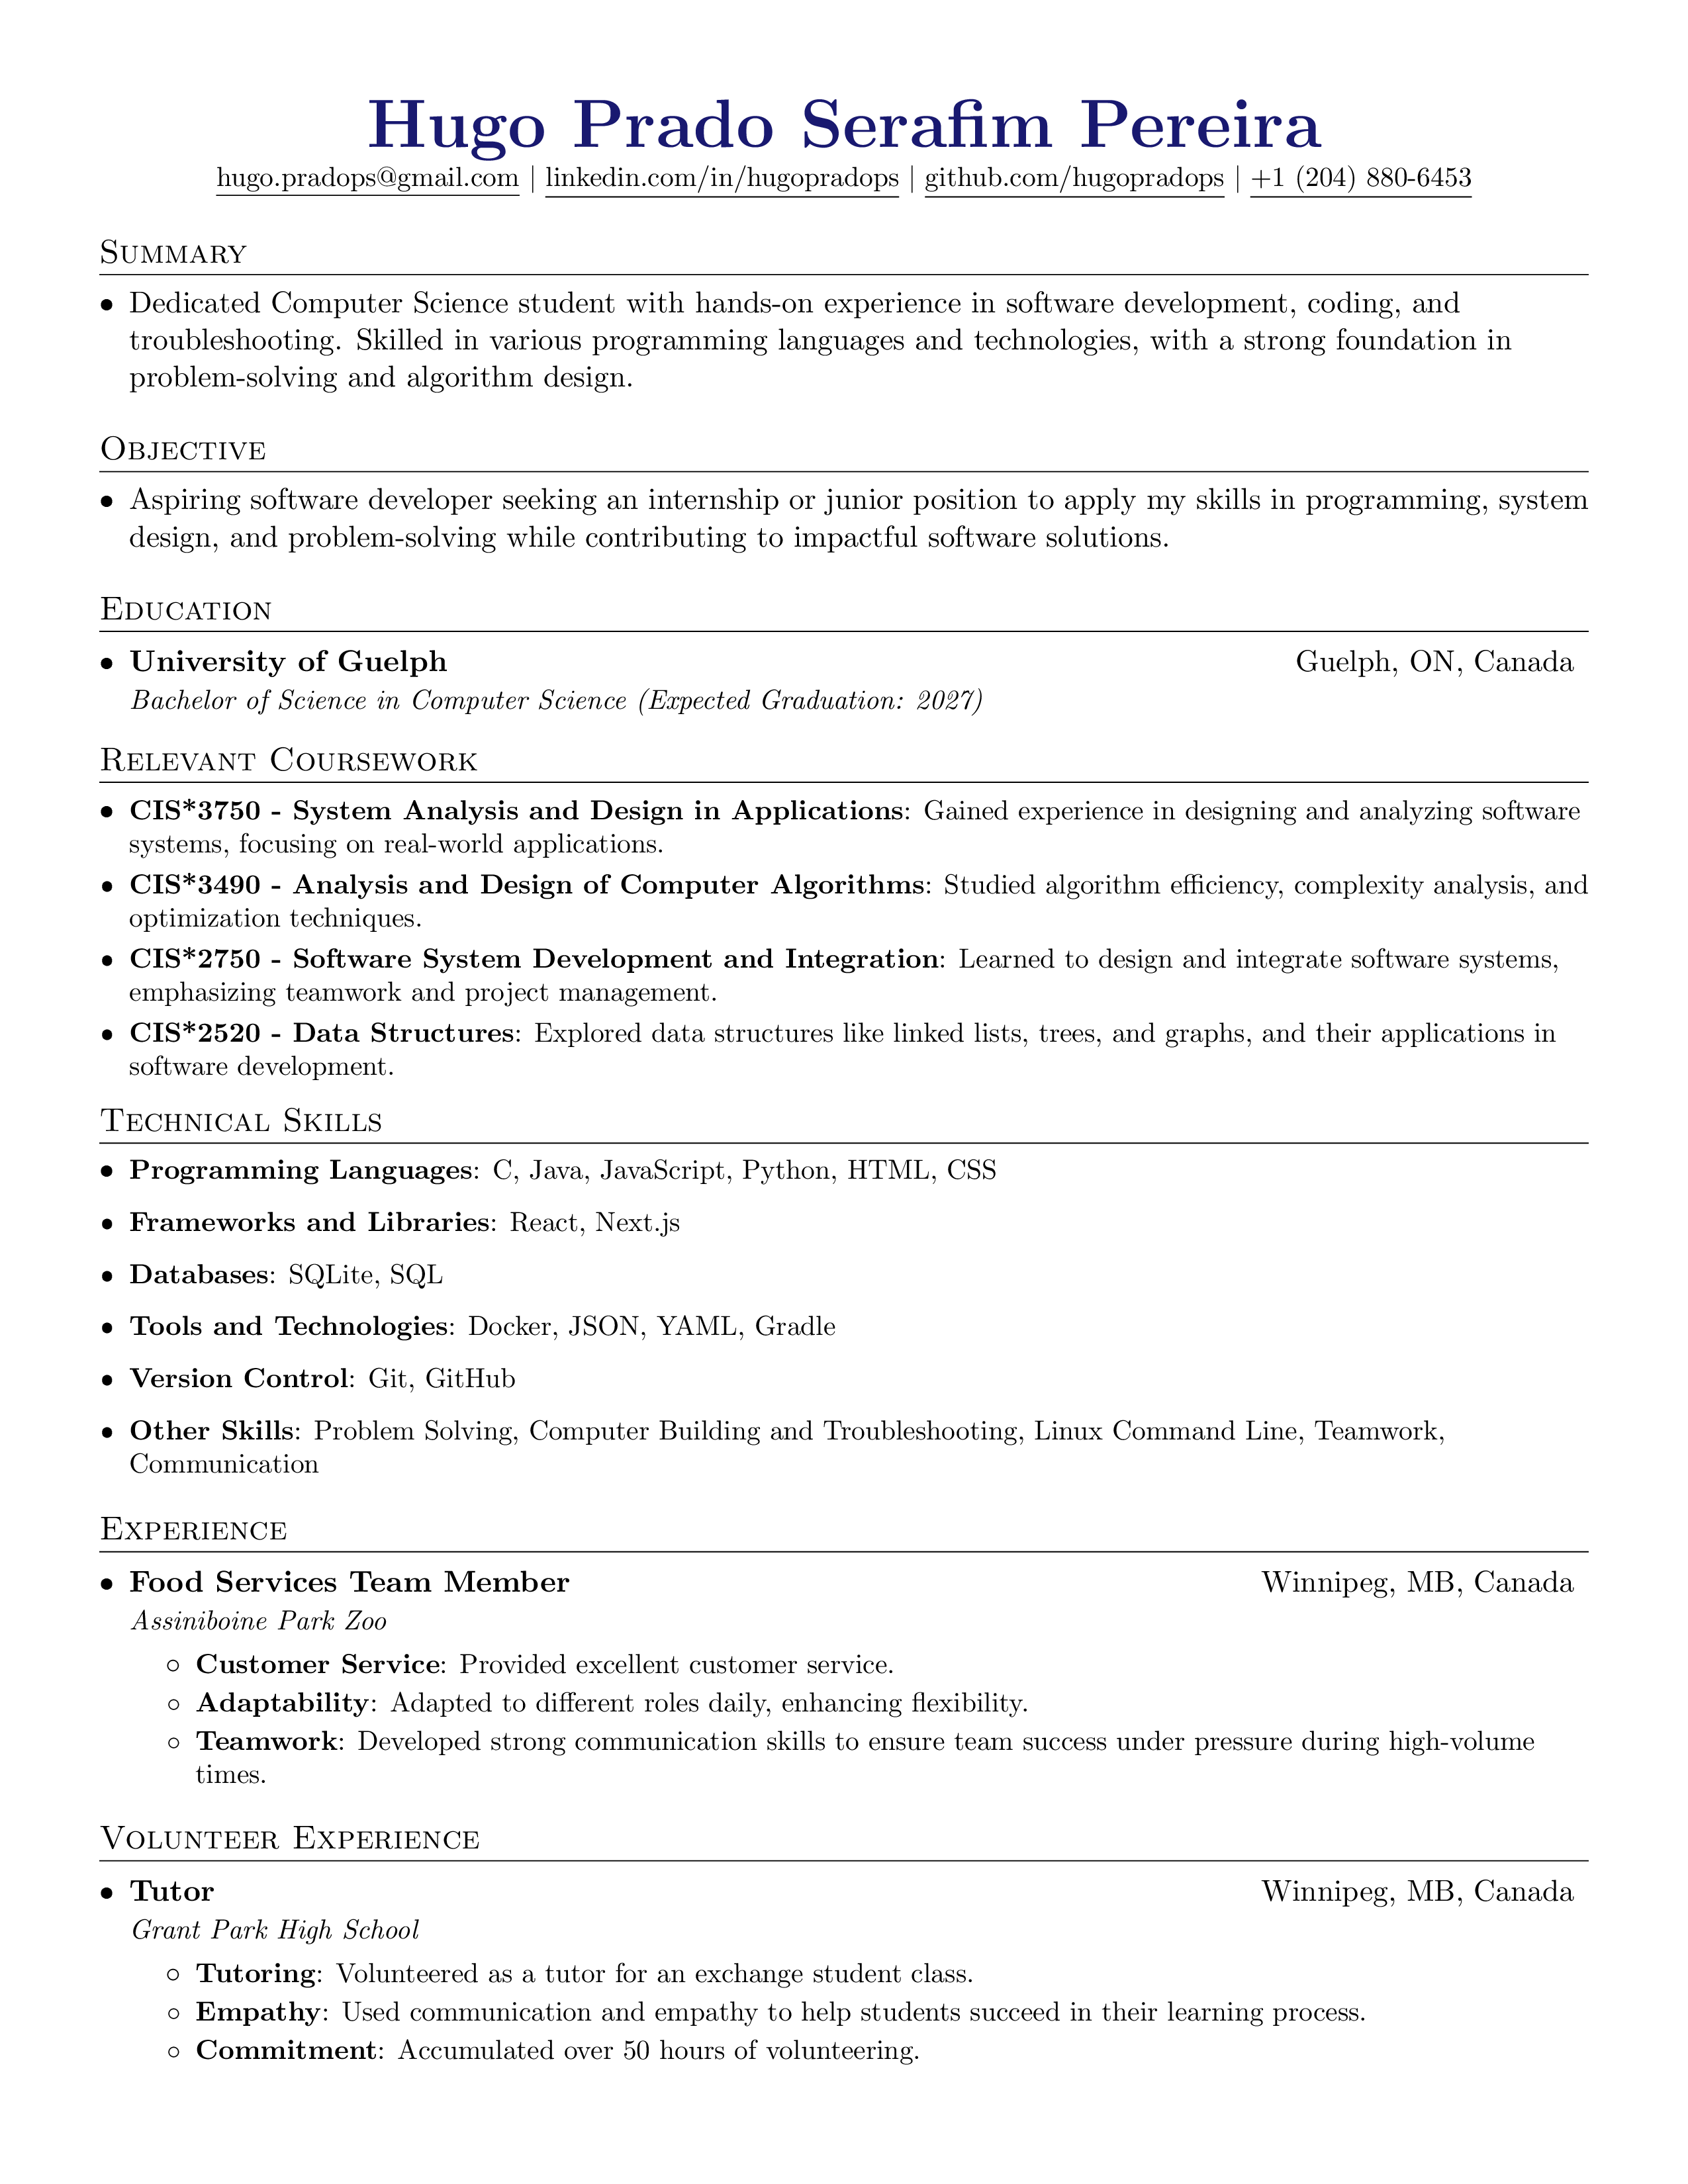 Hugo Prado Serafim Pereira
hugo.pradops@gmail.com | linkedin.com/in/hugopradops | github.com/hugopradops | +1 (204) 880-6453
Summary
• Dedicated Computer Science student with hands-on experience in software development, coding, and
troubleshooting. Skilled in various programming languages and technologies, with a strong foundation in
problem-solving and algorithm design.
Objective
• Aspiring software developer seeking an internship or junior position to apply my skills in programming, system
design, and problem-solving while contributing to impactful software solutions.
Education
• University of Guelph Guelph, ON, Canada
Bachelor of Science in Computer Science (Expected Graduation: 2027)
Relevant Coursework
• CIS*3750 - System Analysis and Design in Applications: Gained experience in designing and analyzing software
systems, focusing on real-world applications.
• CIS*3490 - Analysis and Design of Computer Algorithms: Studied algorithm efficiency, complexity analysis, and
optimization techniques.
• CIS*2750 - Software System Development and Integration: Learned to design and integrate software systems,
emphasizing teamwork and project management.
• CIS*2520 - Data Structures: Explored data structures like linked lists, trees, and graphs, and their applications in
software development.
Technical Skills
• Programming Languages: C, Java, JavaScript, Python, HTML, CSS
• Frameworks and Libraries: React, Next.js
• Databases: SQLite, SQL
• Tools and Technologies: Docker, JSON, YAML, Gradle
• Version Control: Git, GitHub
• Other Skills: Problem Solving, Computer Building and Troubleshooting, Linux Command Line, Teamwork,
Communication
Experience
• Food Services Team Member Winnipeg, MB, Canada
Assiniboine Park Zoo
◦ Customer Service: Provided excellent customer service.
◦ Adaptability: Adapted to different roles daily, enhancing flexibility.
◦ Teamwork: Developed strong communication skills to ensure team success under pressure during high-volume
times.
Volunteer Experience
• Tutor Winnipeg, MB, Canada
Grant Park High School
◦ Tutoring: Volunteered as a tutor for an exchange student class.
◦ Empathy: Used communication and empathy to help students succeed in their learning process.
◦ Commitment: Accumulated over 50 hours of volunteering.